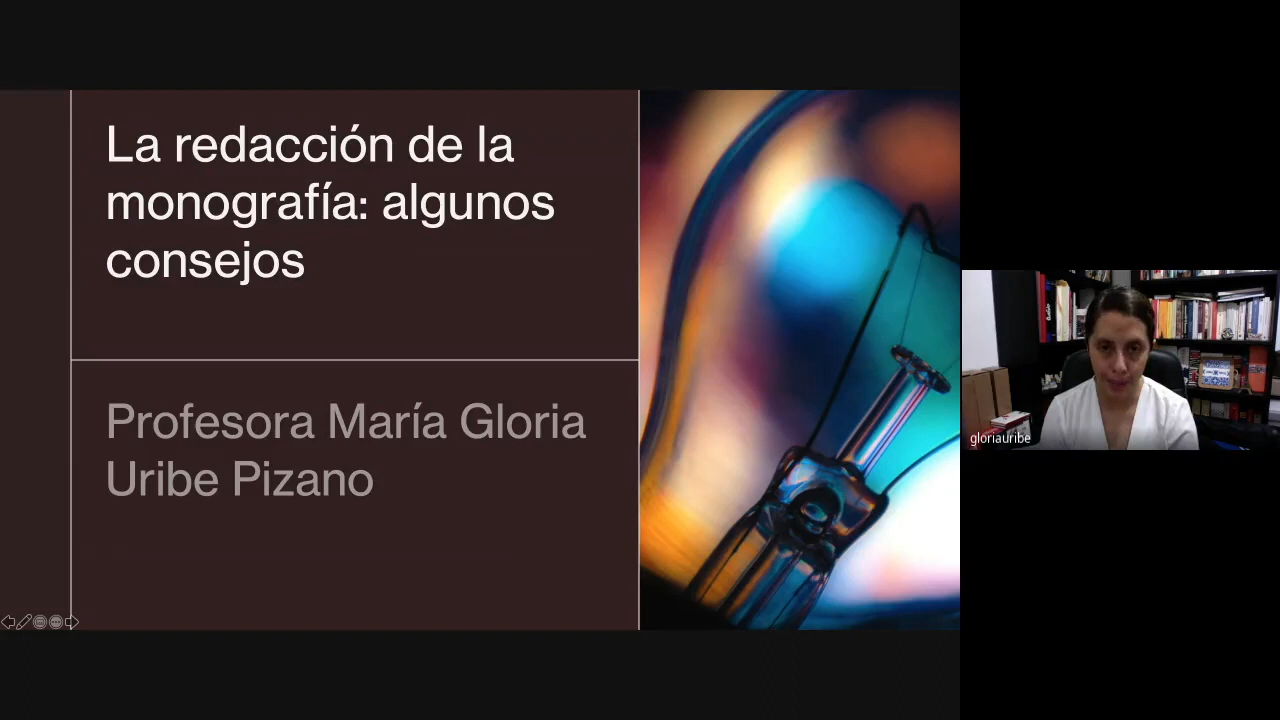 La redacción de la
monografía: algunos
consejos
Profesora María Gloria
Uribe Pizano
gloriauribe